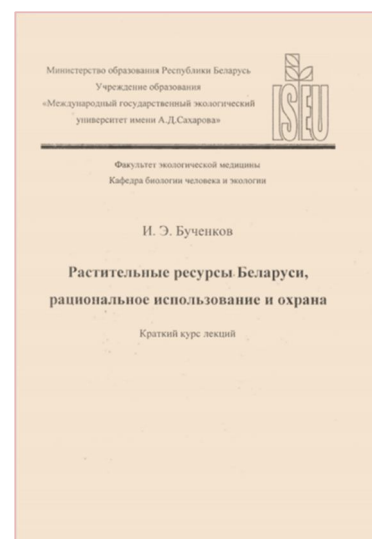 Министерство образования Республики Беларусь
Учреждение образования
«Международный государственный экологический
университет имени А.Д.Сахарова»
ISEU
Факультет экологической медицины
Кафедра биологии человека и экологии
И. Э. Бученков
Растительные ресурсы Беларуси,
рациональное использование и охрана
Краткий курс лекций